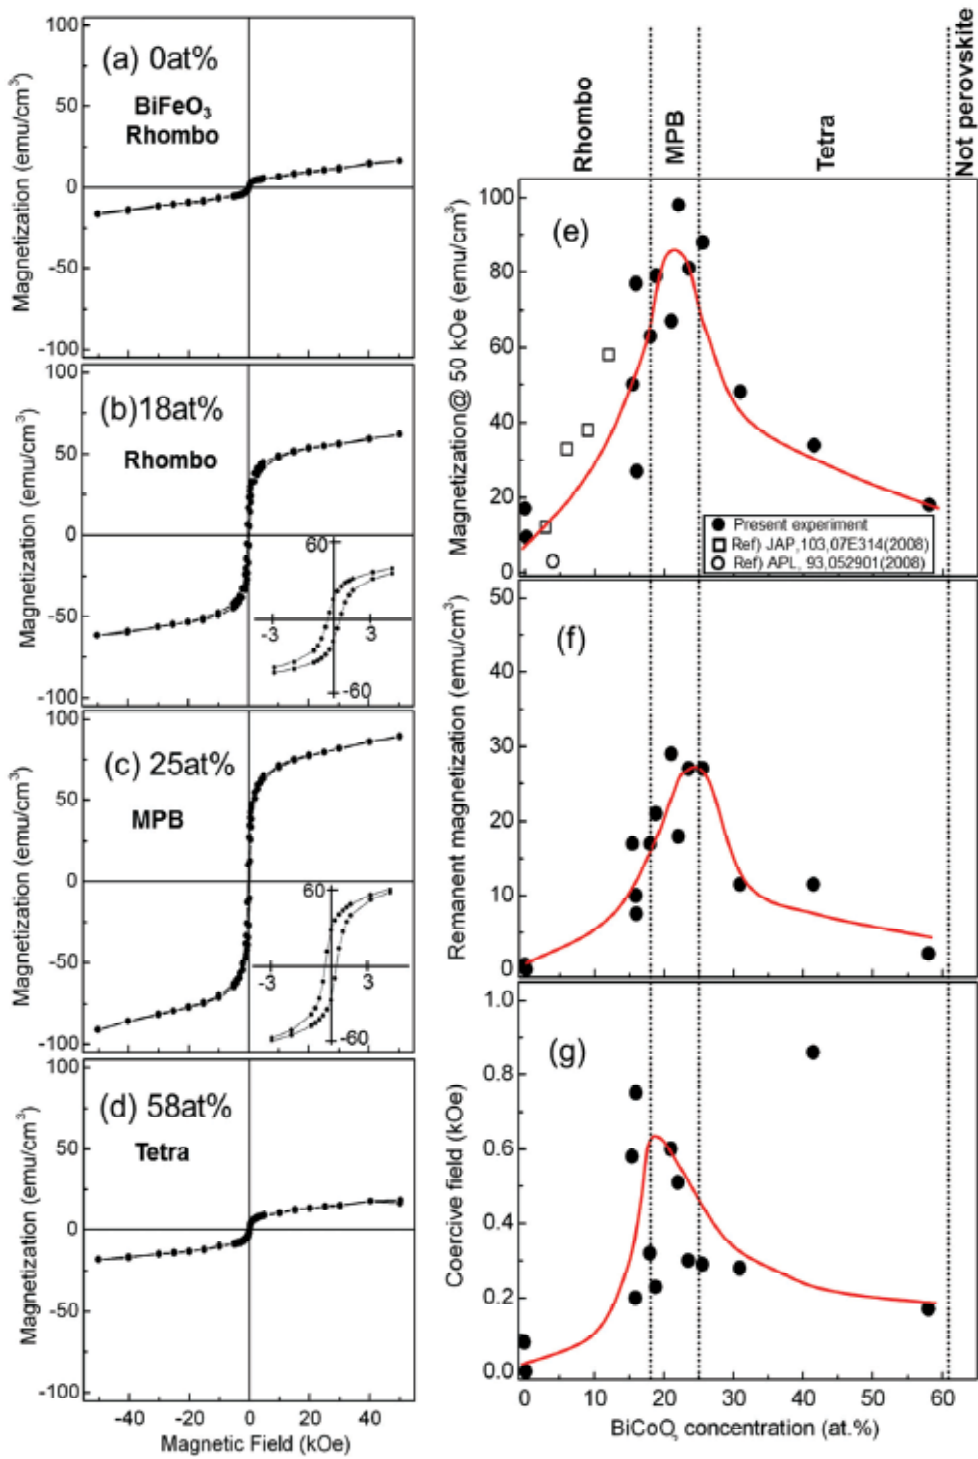 (a) 0at%
BiFeO3
Rhombo
Magnetization (emu/cm3)
100
50
0
-50
-100
(b)18at%
Rhombo
Magnetization (emu/cm3)
100
50
0
-50
-100
60
-3
3
-60
(c) 25at%
MPB
Magnetization (emu/cm3)
100
50
0
-50
-100
60
-3
3
-60
(d) 58at%
Tetra
Magnetization (emu/cm3)
100
50
0
-50
-100
-40 -20 0 20 40
Magnetic Field (kOe)
Rhombo
MPB
Tetra
Not perovskite
(e)
Magnetization@ 50 kOe (emu/cm3)
100
80
60
40
20
0
Present experiment
Ref) JAP,103,07E314(2008)
Ref) APL, 93,052901(2008)
(f)
Remanent magnetization (emu/cm3)
50
40
30
20
10
0
(g)
Coercive field (kOe)
1.0
0.8
0.6
0.4
0.2
0.0
0 10 20 30 40 50 60
BiCoO3 concentration (at.%)